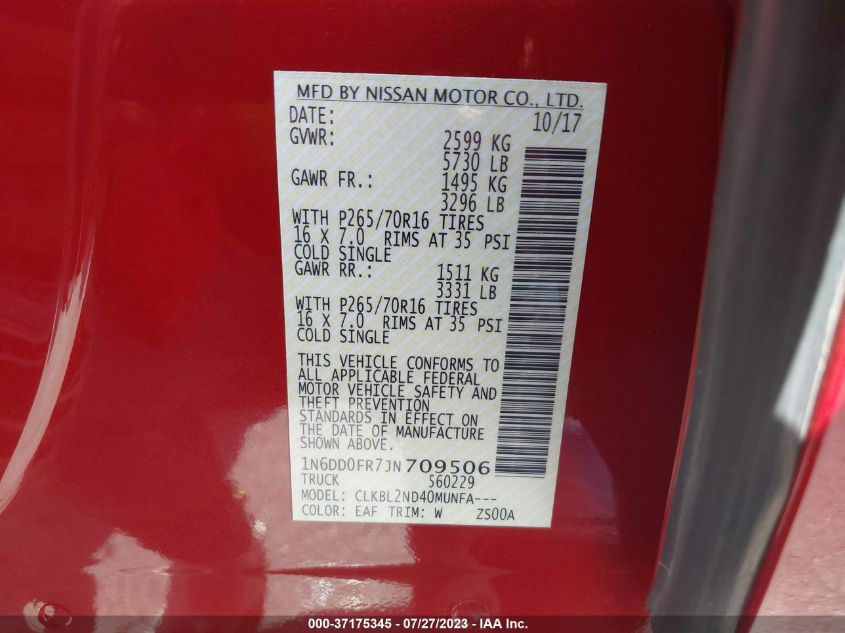 MFD BY NISSAN MOTOR CO., LTD.
DATE: 10/17
GVWR: 2599 KG
5730 LB
GAWR FR.: 1495 KG
3296 LB
WITH P265/70R16 TIRES
16 X 7.0 RIMS AT 35 PSI
COLD SINGLE
GAWR RR.: 1511 KG
3331 LB
WITH P265/70R16 TIRES
16 X 7.0 RIMS AT 35 PSI
COLD SINGLE
THIS VEHICLE CONFORMS TO
ALL APPLICABLE FEDERAL
MOTOR VEHICLE SAFETY AND
THEFT PREVENTION
STANDARDS IN EFFECT ON
THE DATE OF MANUFACTURE
SHOWN ABOVE.
1N6DD0FR7JN709506
TRUCK 560229
MODEL: CLKBL2ND40MUNFA---
COLOR: EAF TRIM: W ZS00A
000-37175345 - 07/27/2023 - IAA Inc.